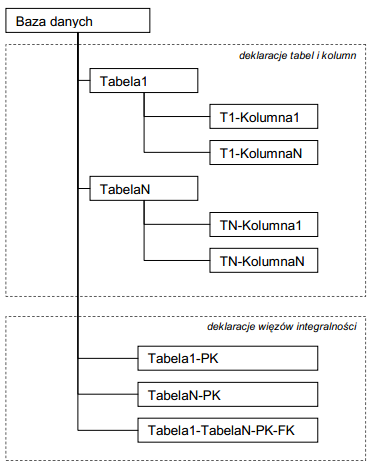 Baza danych
deklaracje tabel i kolumn
Tabela1
T1-Kolumna1
T1-KolumnaN
TabelaN
TN-Kolumna1
TN-KolumnaN
deklaracje więzów integralności
Tabela1-PK
TabelaN-PK
Tabela1-TabelaN-PK-FK